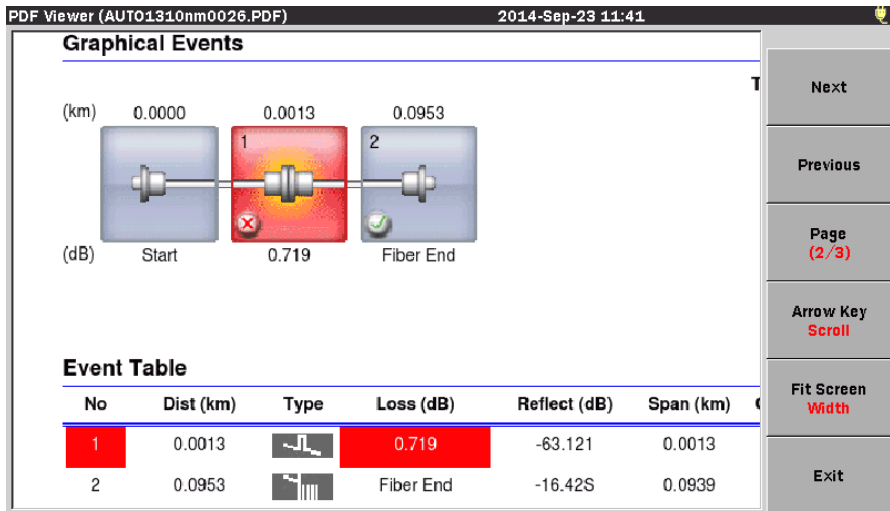 PDF Viewer (AUTO1310nm0026.PDF) 2014-Sep-23 11:41
Graphical Events
T
(km) 0.0000 0.0013 0.0953
1 2
(dB) Start 0.719 Fiber End
Event Table
No Dist (km) Type Loss (dB) Reflect (dB) Span (km)
1 0.0013 0.719 -63.121 0.0013
2 0.0953 Fiber End -16.42S 0.0939
Next
Previous
Page
(2/3)
Arrow Key
Scroll
Fit Screen
Width
Exit